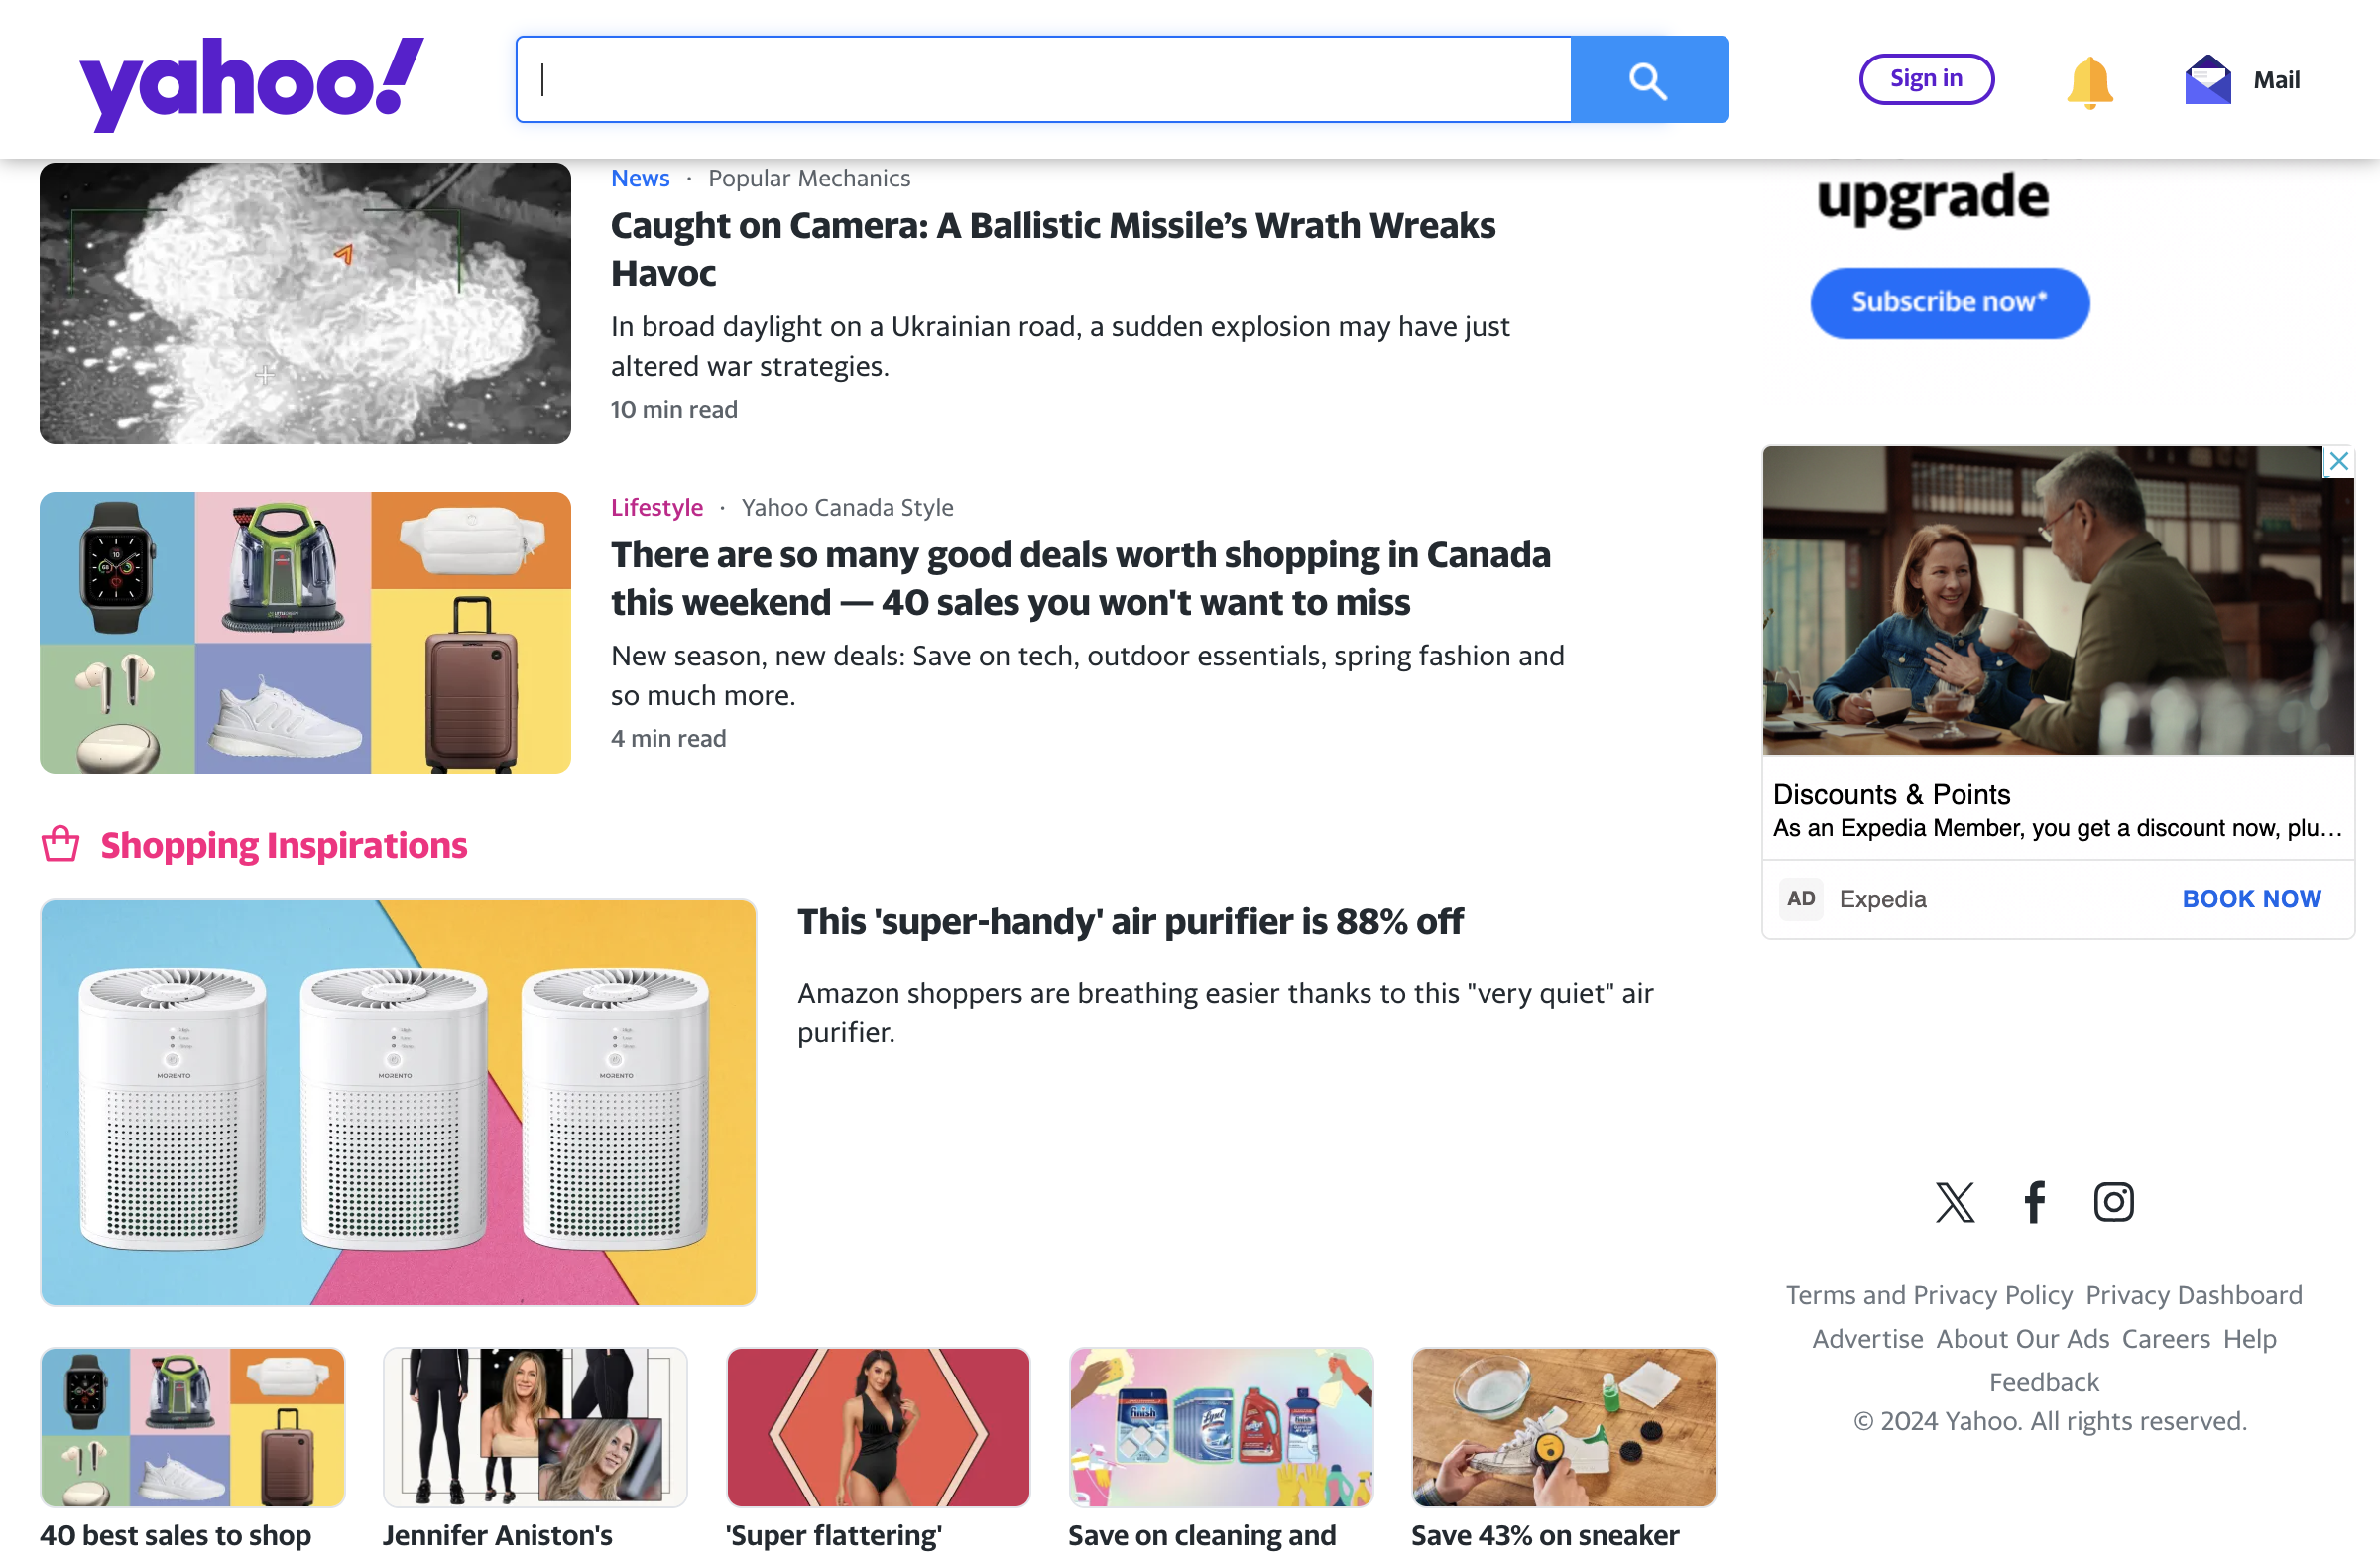 yahoo!
Sign in
Mail
News · Popular Mechanics
Caught on Camera: A Ballistic Missile’s Wrath Wreaks
Havoc
In broad daylight on a Ukrainian road, a sudden explosion may have just
altered war strategies.
10 min read
upgrade
Subscribe now*
Lifestyle · Yahoo Canada Style
There are so many good deals worth shopping in Canada
this weekend — 40 sales you won't want to miss
New season, new deals: Save on tech, outdoor essentials, spring fashion and
so much more.
4 min read
Discounts & Points
As an Expedia Member, you get a discount now, plu...
AD Expedia BOOK NOW
Shopping Inspirations
This 'super-handy' air purifier is 88% off
Amazon shoppers are breathing easier thanks to this "very quiet" air
purifier.
MORENTO MORENTO MORENTO
Terms and Privacy Policy Privacy Dashboard
Advertise About Our Ads Careers Help
Feedback
© 2024 Yahoo. All rights reserved.
finish Lysol finish
40 best sales to shop
Jennifer Aniston's
'Super flattering'
Save on cleaning and
Save 43% on sneaker